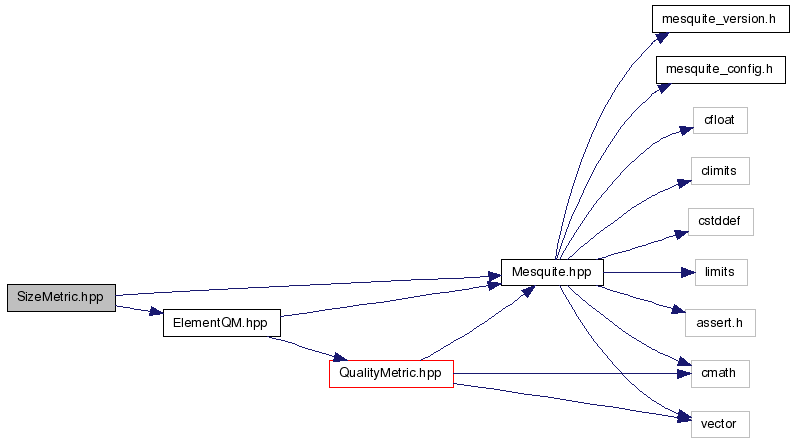 mesquite_version.h
mesquite_config.h
cfloat
climits
cstddef
Mesquite.hpp
limits
SizeMetric.hpp
ElementQM.hpp
assert.h
QualityMetric.hpp
cmath
vector